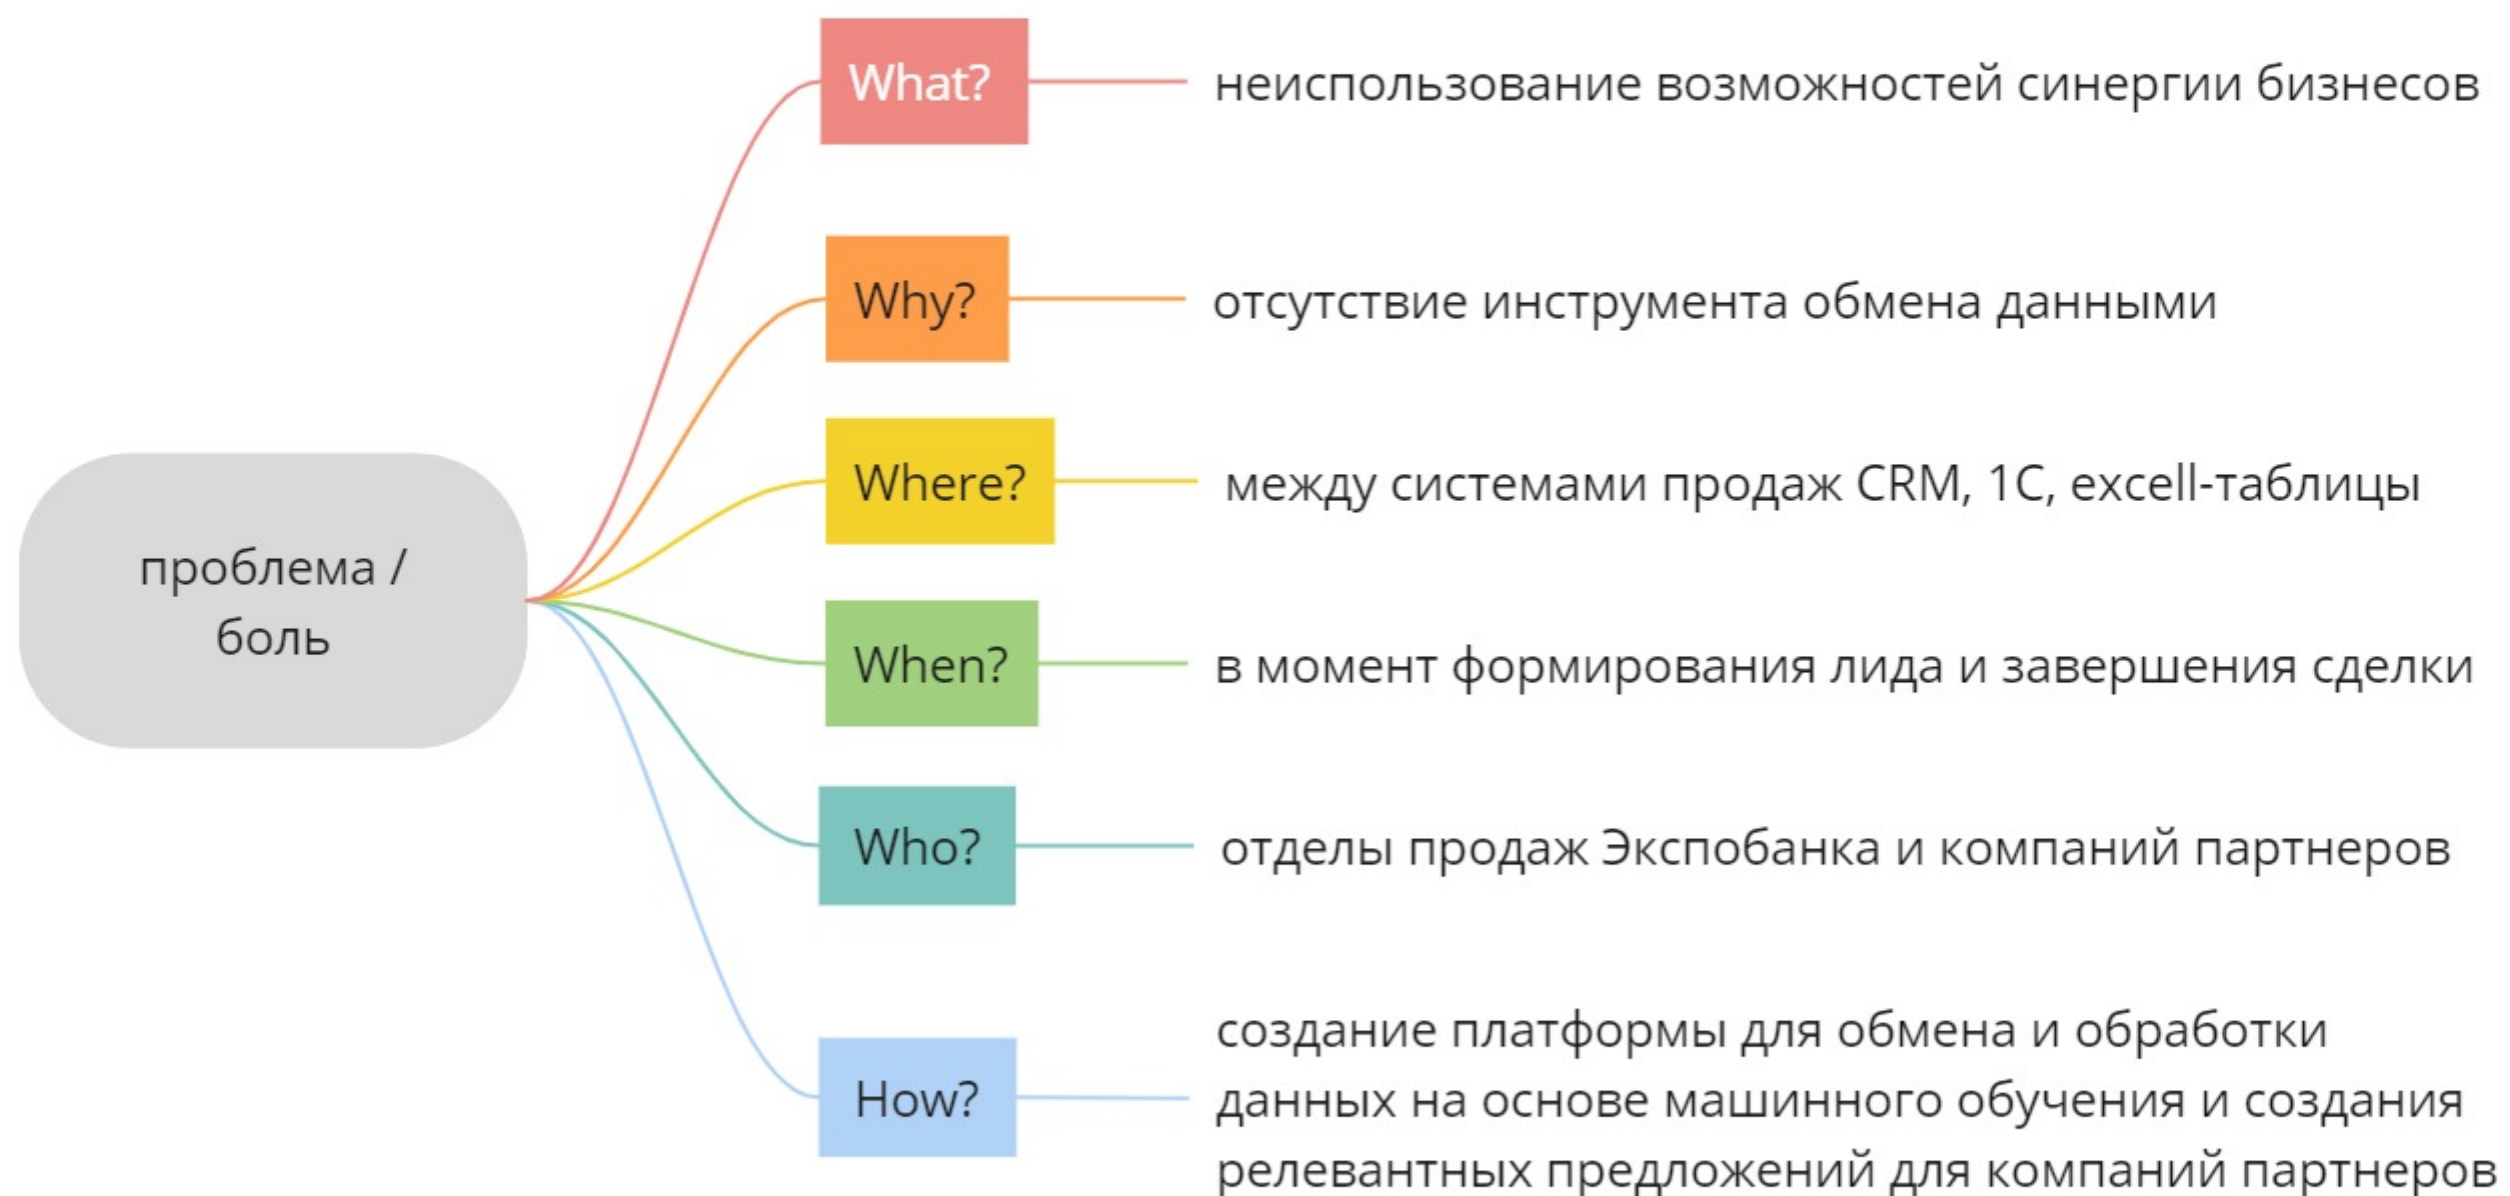 What?
неиспользование возможностей синергии бизнесов
Why?
отсутствие инструмента обмена данными
Where?
между системами продаж CRM, 1С, excell-таблицы
проблема /
боль
When?
в момент формирования лида и завершения сделки
Who?
отделы продаж Экспобанка и компаний партнеров
How?
создание платформы для обмена и обработки
данных на основе машинного обучения и создания
релевантных предложений для компаний партнеров